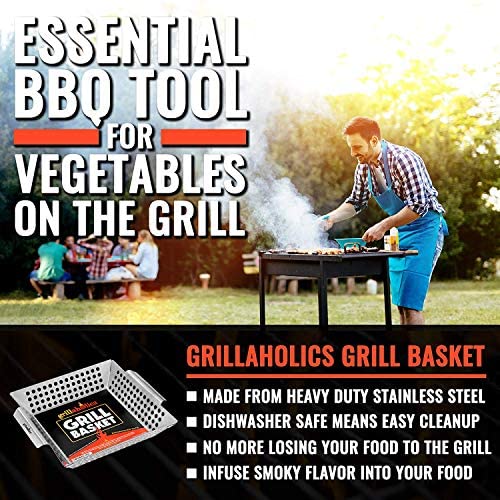 ESSENTIAL
BBQ TOOL
FOR
VEGETABLES
ON THE GRILL
GRILLAHOLICS GRILL BASKET
MADE FROM HEAVY DUTY STAINLESS STEEL
DISHWASHER SAFE MEANS EASY CLEANUP
NO MORE LOSING YOUR FOOD TO THE GRILL
INFUSE SMOKY FLAVOR INTO YOUR FOOD
grillaholics
GRILL
BASKET